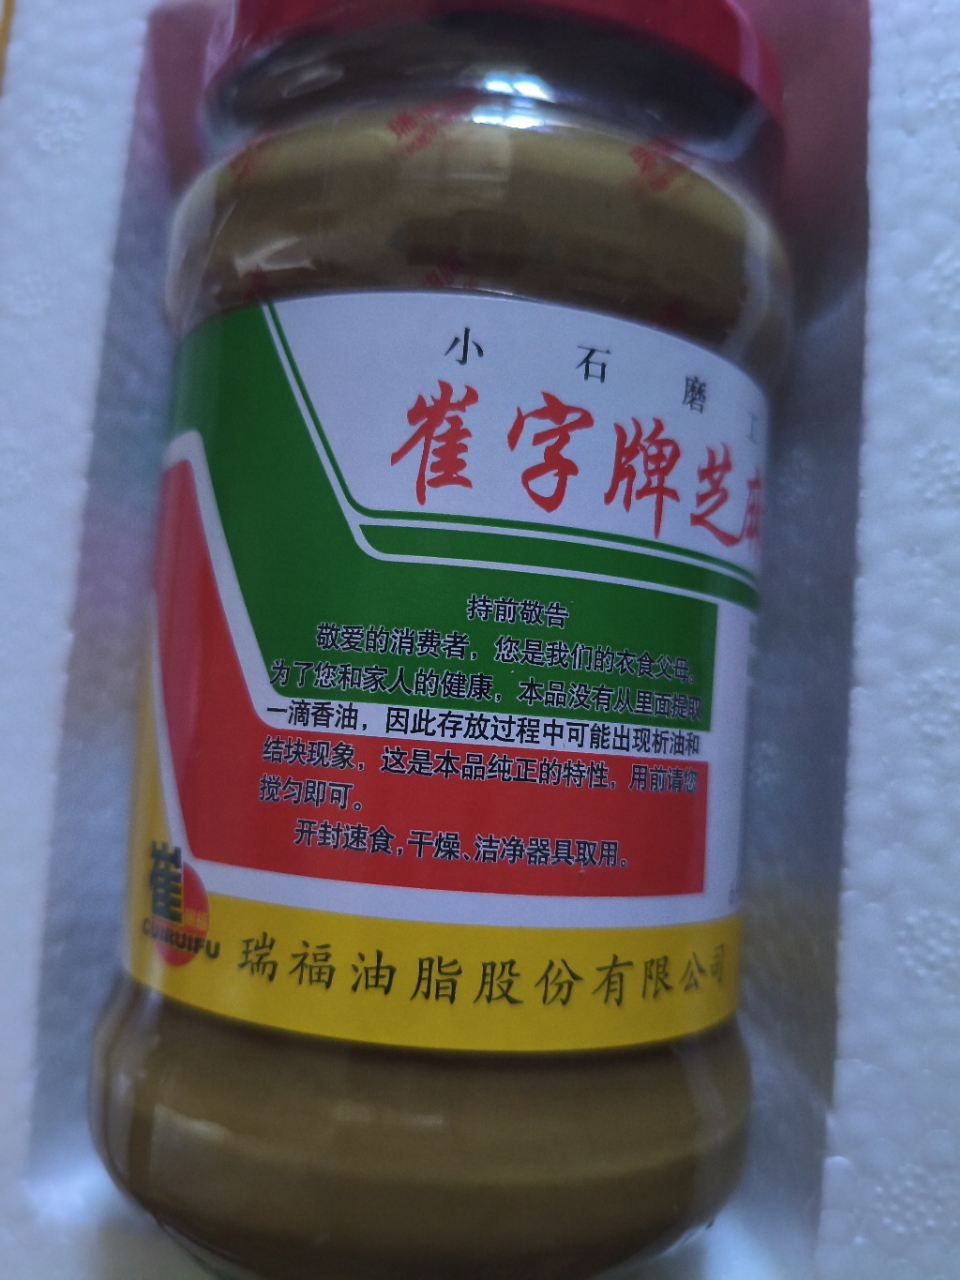 小石磨工
崔字牌芝麻
持前敬告
敬爱的消费者，您是我们的衣食父母。
为了您和家人的健康，本品没有从里面提取
一滴香油，因此存放过程中可能出现析油和
结块现象，这是本品纯正的特性，用前请您
搅匀即可。
开封速食，干燥、洁净器具取用。
崔
瑞福
CUIRUIFU
瑞福油脂股份有限公司